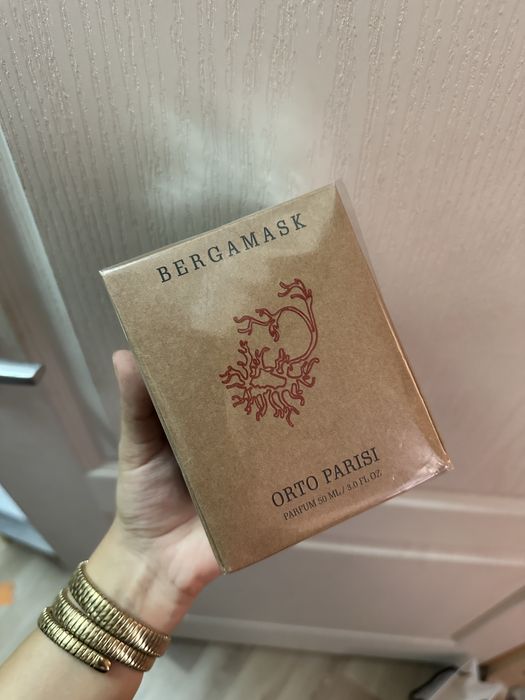 BERGAMASK
ORTO PARISI
PARFUM 50 ML / 3.0 FL OZ